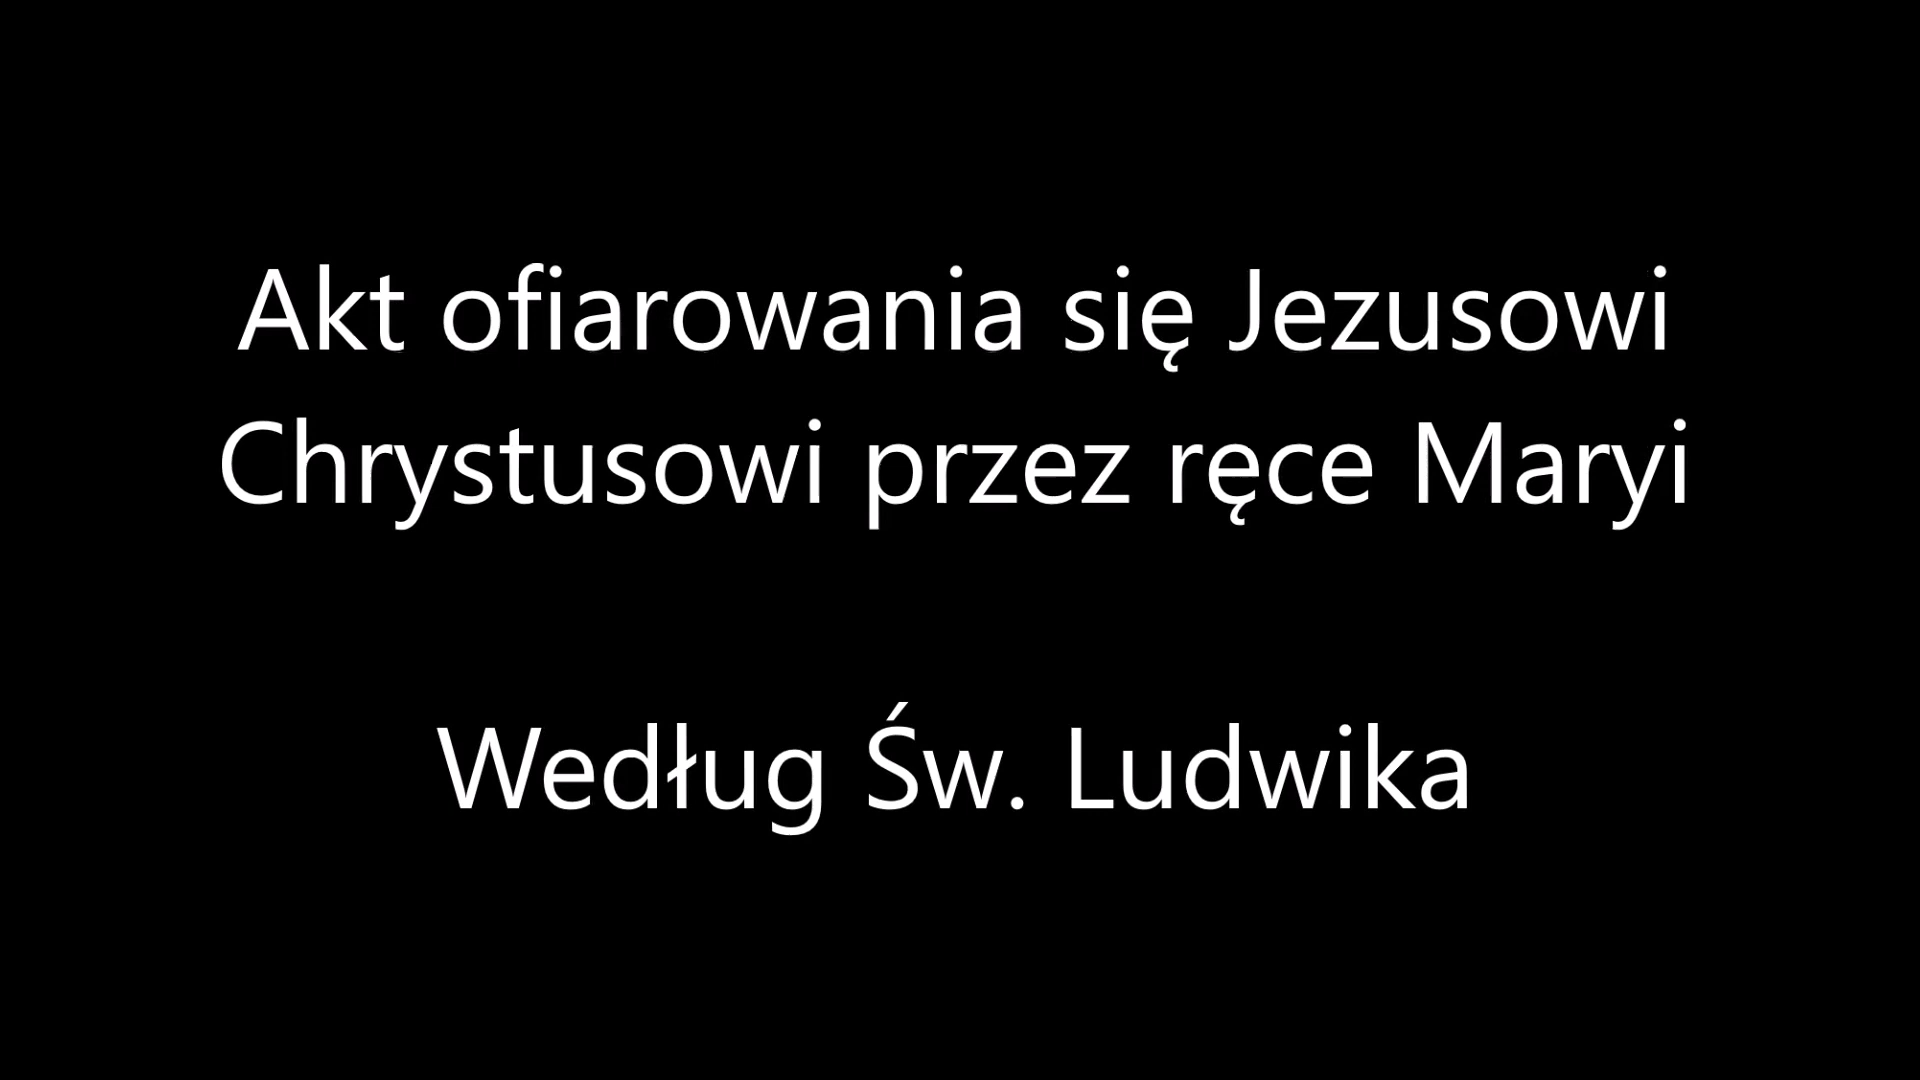 Akt ofiarowania się Jezusowi
Chrystusowi przez ręce Maryi
Według Św. Ludwika